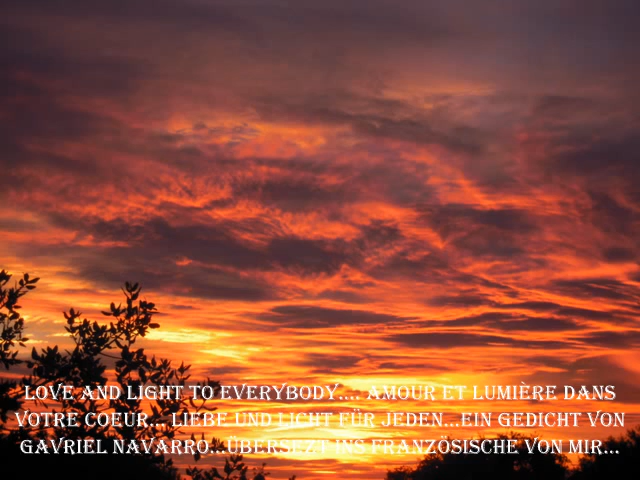 LOVE AND LIGHT TO EVERYBODY.... AMOUR ET LUMIÈRE DANS
VOTRE COEUR... LIEBE UND LICHT FÜR JEDEN...EIN GEDICHT VON
GAVRIEL NAVARRO...ÜBERSEZT INS FRANZÖSISCHE VON MIR...